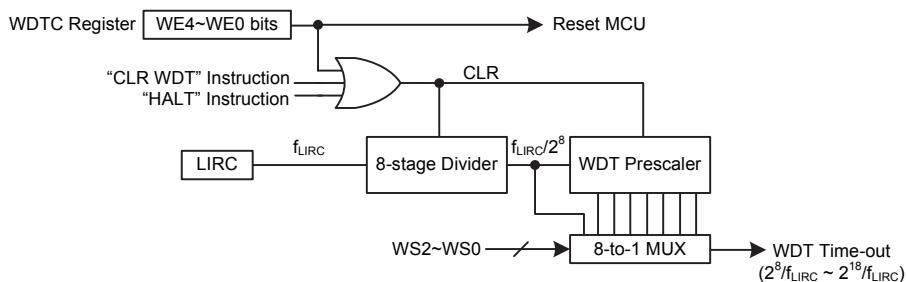 WDTC Register WE4~WE0 bits Reset MCU
CLR
“CLR WDT” Instruction
“HALT” Instruction
fLIRC fLIRC/2⁸
LIRC 8-stage Divider WDT Prescaler
WS2~WS0 8-to-1 MUX WDT Time-out
(2⁸/fLIRC ~ 2¹⁸/fLIRC)